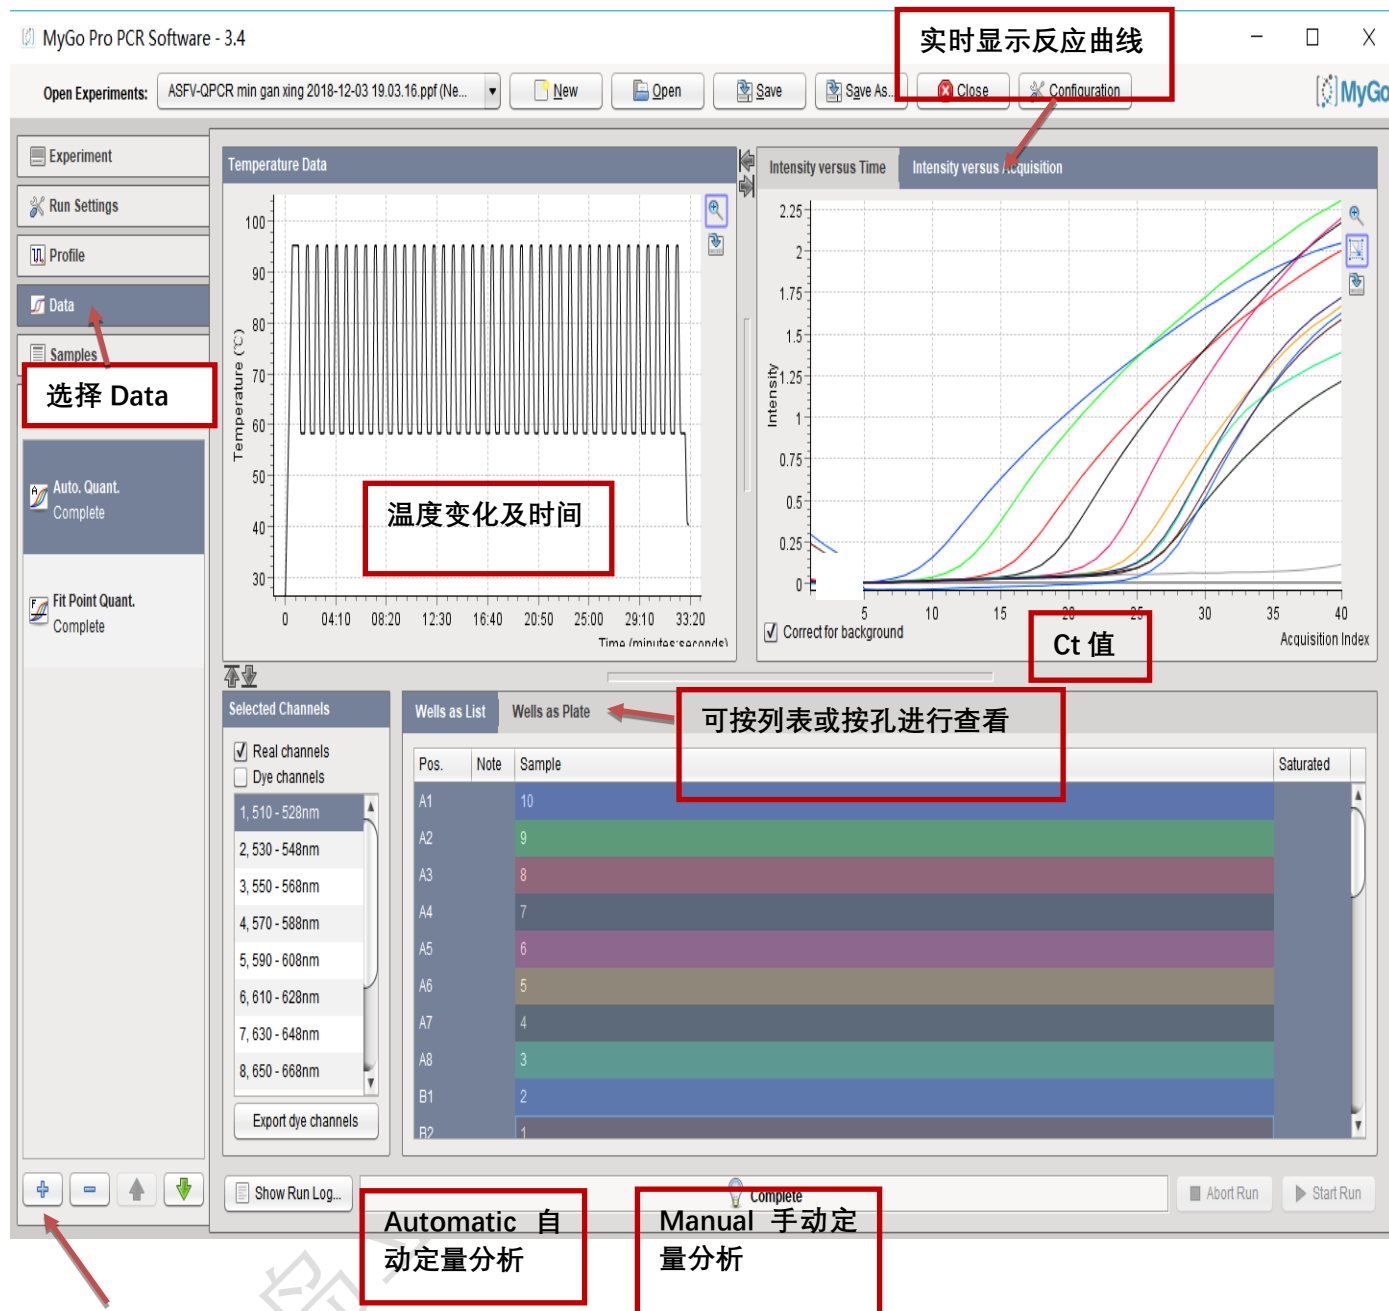 MyGo Pro PCR Software - 3.4
实时显示反应曲线
Open Experiments:
ASFV-QPCR min gan xing 2018-12-03 19.03.16.ppf (Ne...
New
Open
Save
Save As...
Close
Configuration
MyGo
Experiment
Run Settings
Profile
Data
Samples
选择 Data
Auto. Quant.
Complete
Fit Point Quant.
Complete
Temperature Data
Temperature (℃)
100
90
80
70
60
50
40
30
温度变化及时间
0 04:10 08:20 12:30 16:40 20:50 25:00 29:10 33:20
Time (minutes:seconds)
Intensity versus Time
Intensity versus Acquisition
Intensity
2.25
2
1.75
1.5
1.25
1
0.75
0.5
0.25
0
5 10 15 20 25 30 35 40
Correct for background
Ct 值
Acquisition Index
Selected Channels
Real channels
Dye channels
1, 510 - 528nm
2, 530 - 548nm
3, 550 - 568nm
4, 570 - 588nm
5, 590 - 608nm
6, 610 - 628nm
7, 630 - 648nm
8, 650 - 668nm
Export dye channels
Wells as List
Wells as Plate
可按列表或按孔进行查看
Pos. Note Sample Saturated
A1 10
A2 9
A3 8
A4 7
A5 6
A6 5
A7 4
A8 3
B1 2
B2 1
Show Run Log...
Complete
Abort Run
Start Run
Automatic 自
动定量分析
Manual 手动定
量分析